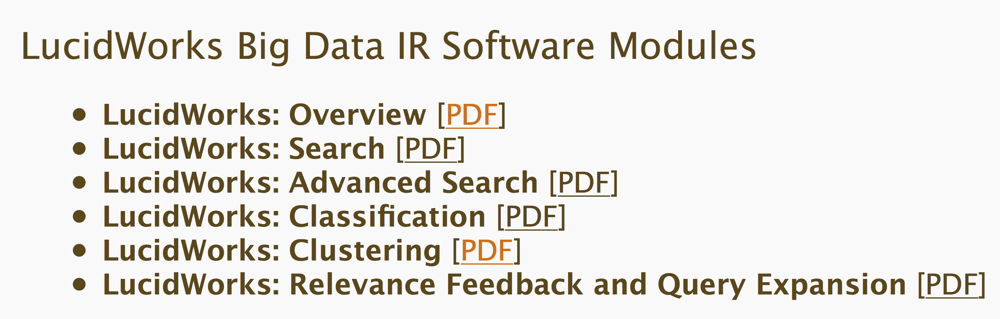 LucidWorks Big Data IR Software Modules
• LucidWorks: Overview [PDF]
• LucidWorks: Search [PDF]
• LucidWorks: Advanced Search [PDF]
• LucidWorks: Classification [PDF]
• LucidWorks: Clustering [PDF]
• LucidWorks: Relevance Feedback and Query Expansion [PDF]